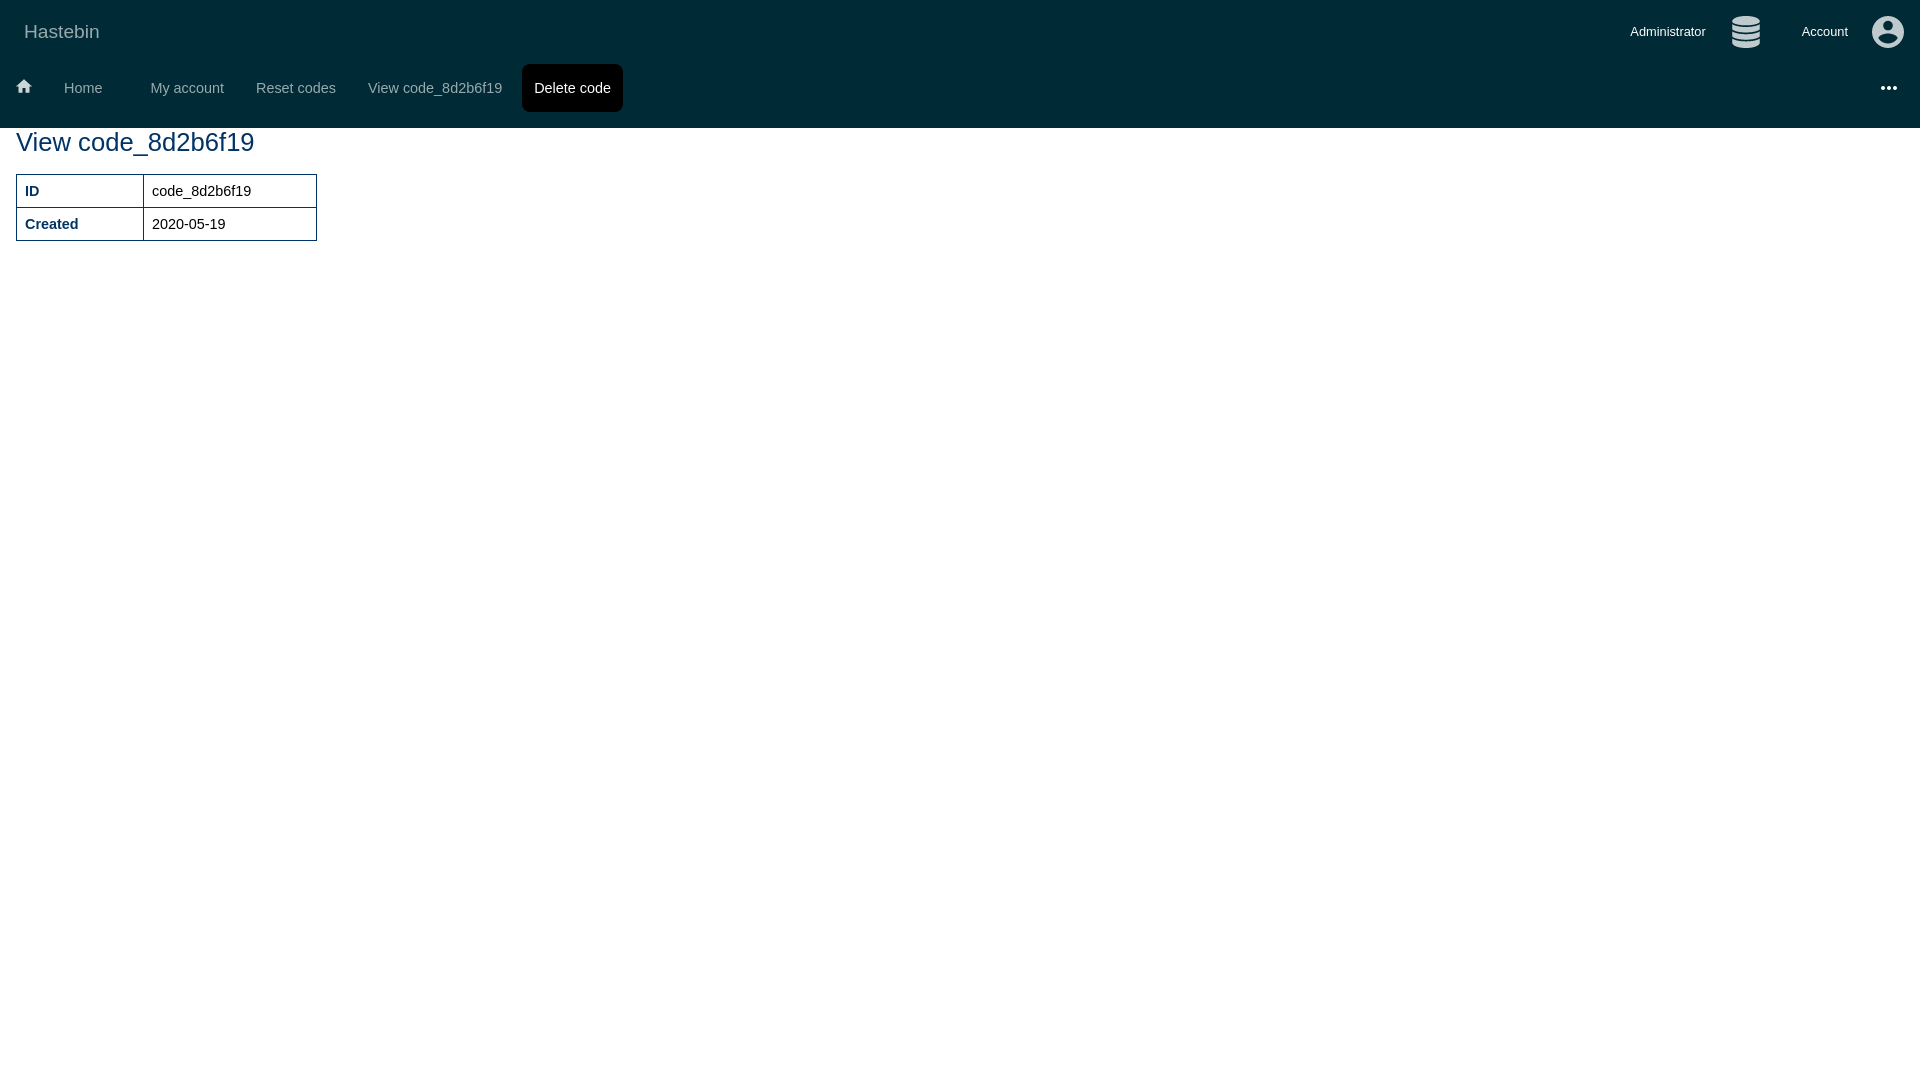 Hastebin
Administrator
Account
Home
My account
Reset codes
View code_8d2b6f19
Delete code
View code_8d2b6f19
ID code_8d2b6f19
Created 2020-05-19